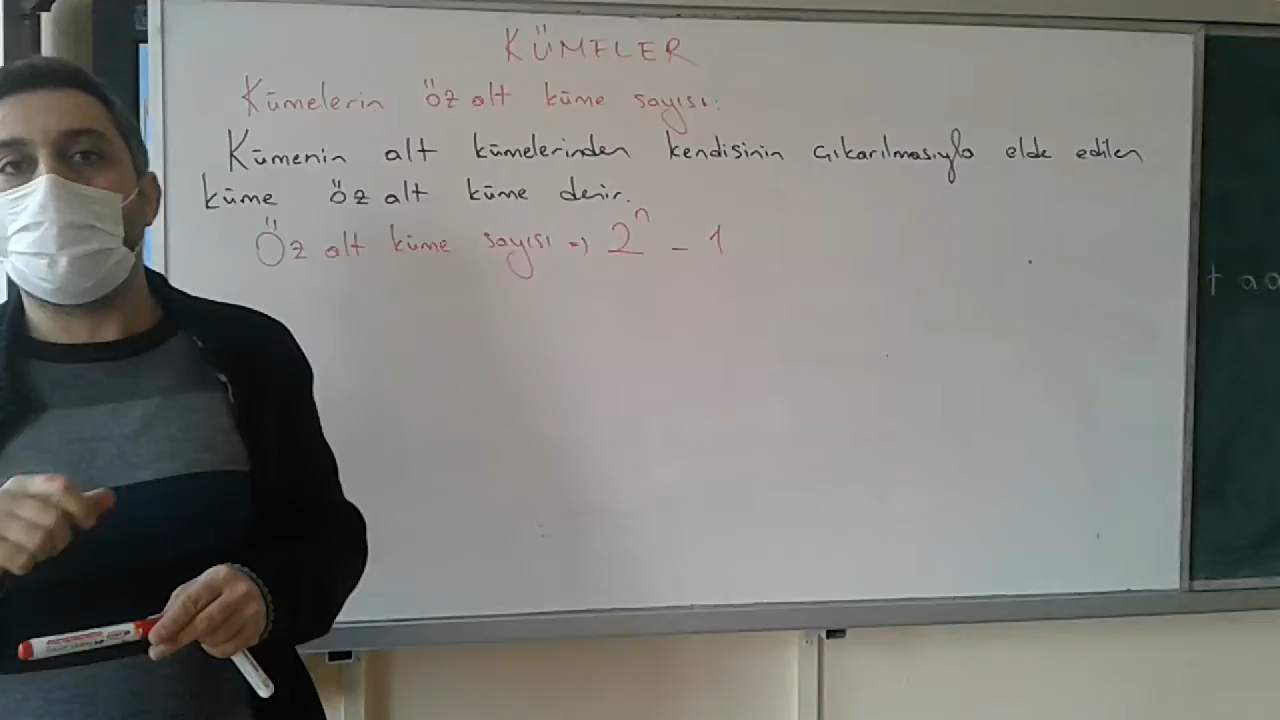 KÜMELER
Kümelerin öz alt küme sayısı:
Kümenin alt kümelerinden kendisinin çıkarılmasıyla elde edilen
küme öz alt küme denir.
Öz alt küme sayısı => 2ⁿ - 1